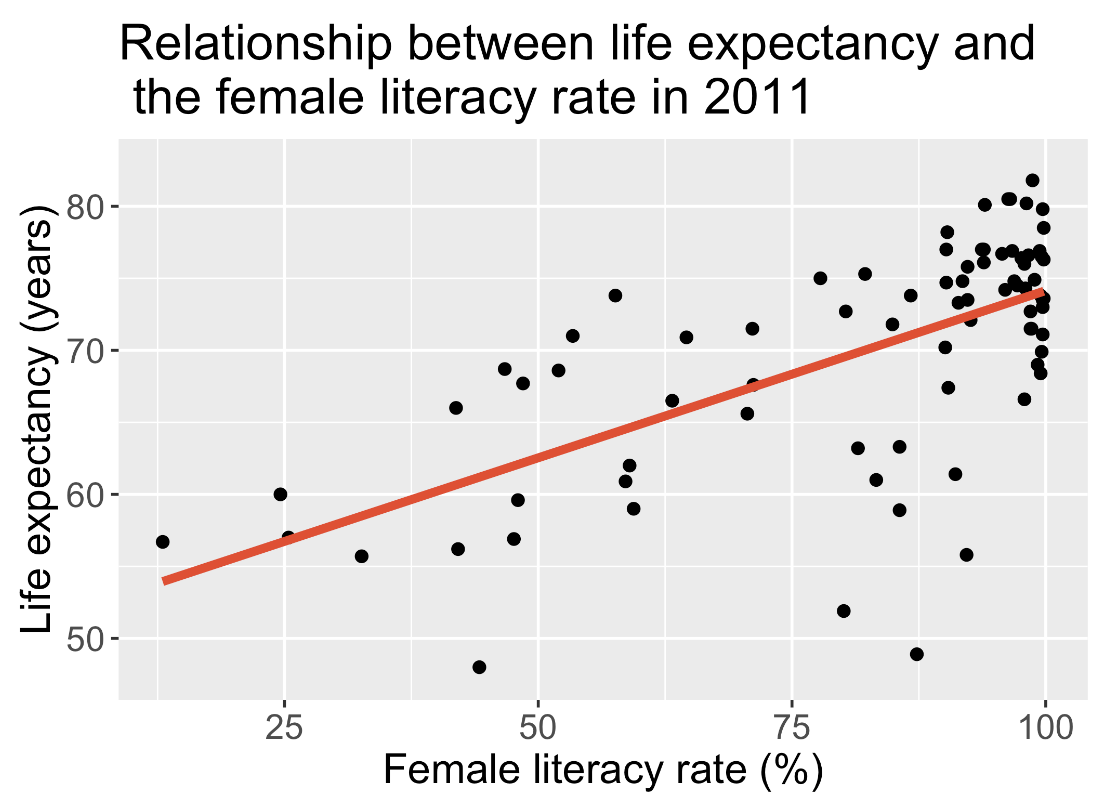 Relationship between life expectancy and
the female literacy rate in 2011
Life expectancy (years)
80
70
60
50
25 50 75 100
Female literacy rate (%)